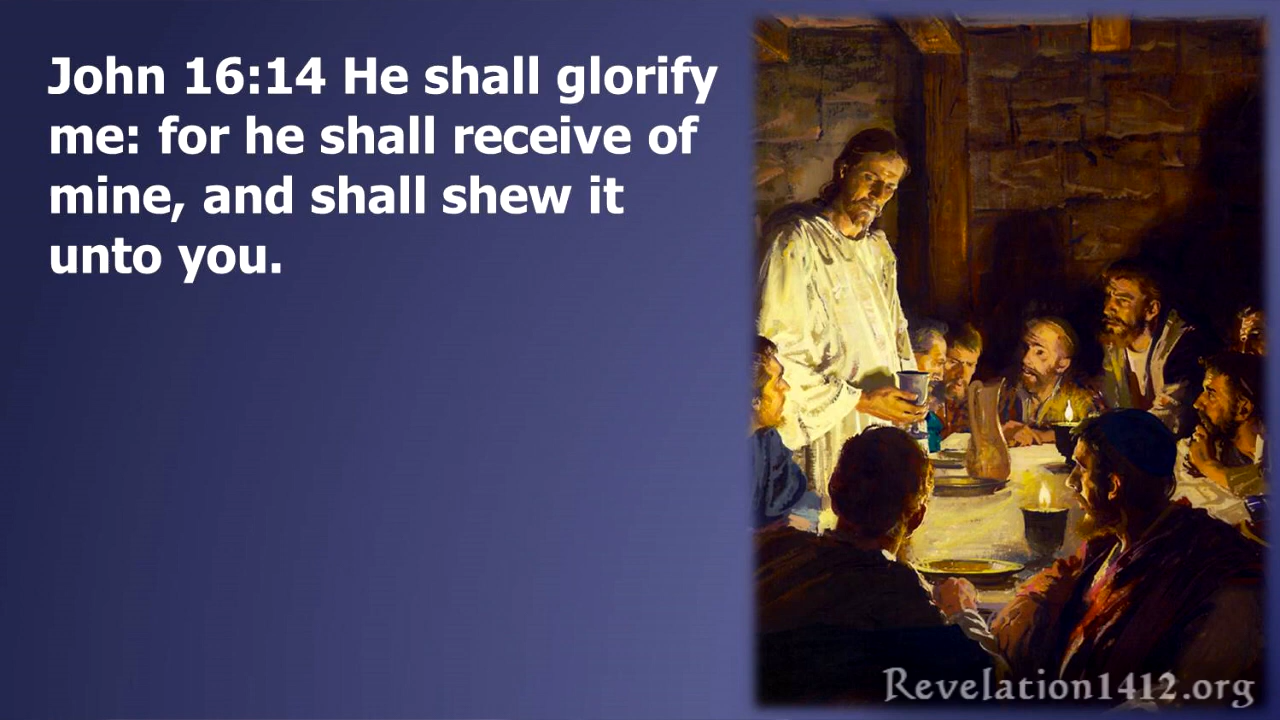 John 16:14 He shall glorify
me: for he shall receive of
mine, and shall shew it
unto you.
Revelation1412.org